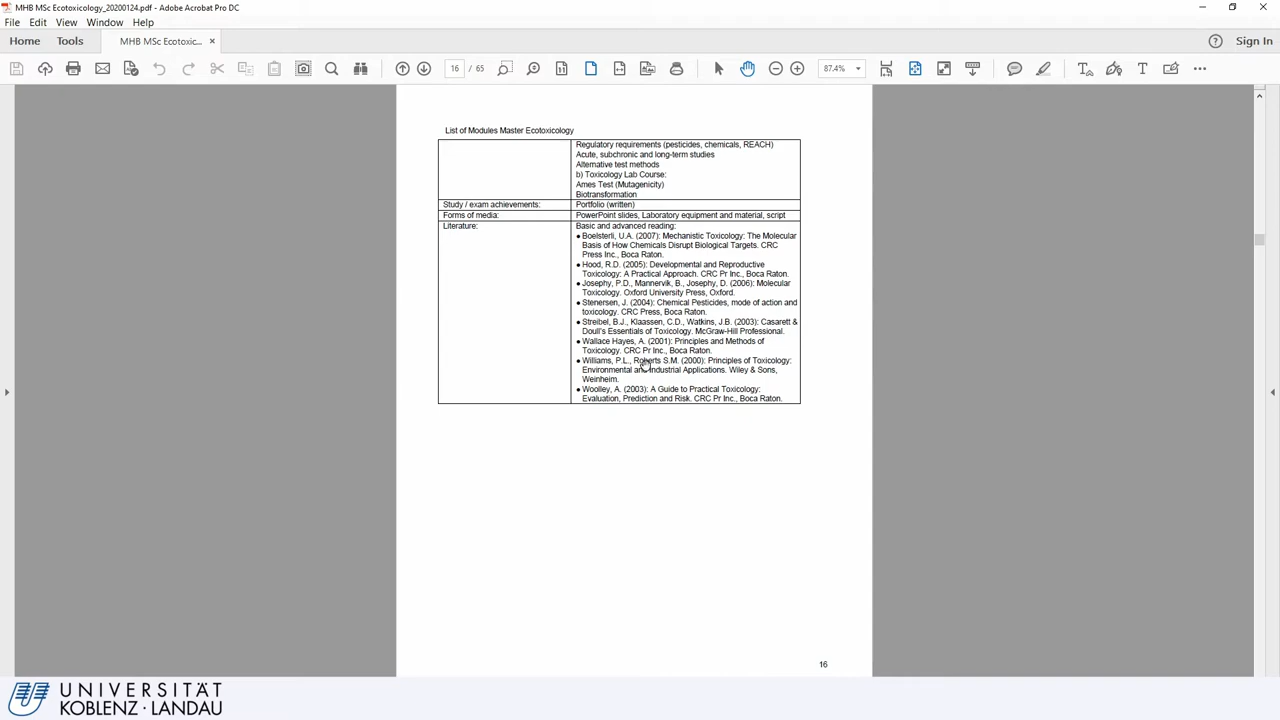 MHB MSc Ecotoxicology_20200124.pdf - Adobe Acrobat Pro DC
File Edit View Window Help
Home Tools MHB MSc Ecotoxic... × Sign In
16 / 65 87.4%
List of Modules Master Ecotoxicology
Regulatory requirements (pesticides, chemicals, REACH)
Acute, subchronic and long-term studies
Alternative test methods
b) Toxicology Lab Course:
Ames Test (Mutagenicity)
Biotransformation
Study / exam achievements: Portfolio (written)
Forms of media: PowerPoint slides, Laboratory equipment and material, script
Literature: Basic and advanced reading:
● Boelsterli, U.A. (2007): Mechanistic Toxicology: The Molecular
Basis of How Chemicals Disrupt Biological Targets. CRC
Press Inc., Boca Raton.
● Hood, R.D. (2005): Developmental and Reproductive
Toxicology: A Practical Approach. CRC Pr Inc., Boca Raton.
● Josephy, P.D., Mannervik, B., Josephy, D. (2006): Molecular
Toxicology. Oxford University Press, Oxford.
● Stenersen, J. (2004): Chemical Pesticides, mode of action and
toxicology. CRC Press, Boca Raton.
● Streibel, B.J., Klaassen, C.D., Watkins, J.B. (2003): Casarett &
Doull's Essentials of Toxicology. McGraw-Hill Professional.
● Wallace Hayes, A. (2001): Principles and Methods of
Toxicology. CRC Pr Inc., Boca Raton.
● Williams, P.L., Roberts S.M. (2000): Principles of Toxicology:
Environmental and Industrial Applications. Wiley & Sons,
Weinheim.
● Woolley, A. (2003): A Guide to Practical Toxicology:
Evaluation, Prediction and Risk. CRC Pr Inc., Boca Raton.
16
UNIVERSITÄT
KOBLENZ · LANDAU